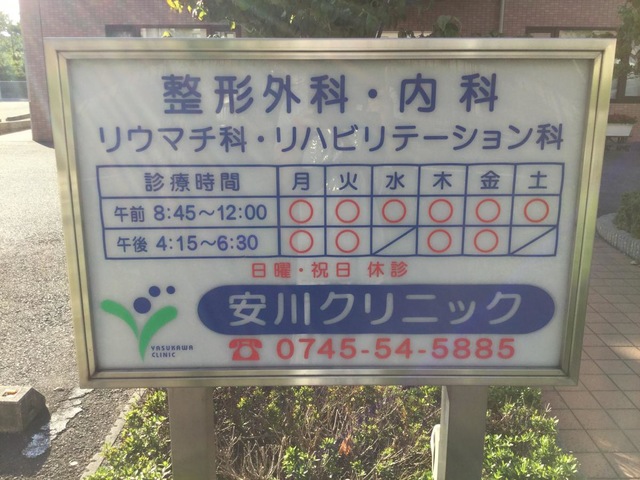 整形外科・内科
リウマチ科・リハビリテーション科
診療時間 月 火 水 木 金 土
午前 8:45～12:00 ○ ○ ○ ○ ○ ○
午後 4:15～6:30 ○ ○ ／ ○ ○ ／
日曜・祝日 休診
安川クリニック
YASUKAWA
CLINIC
☎ 0745-54-5885